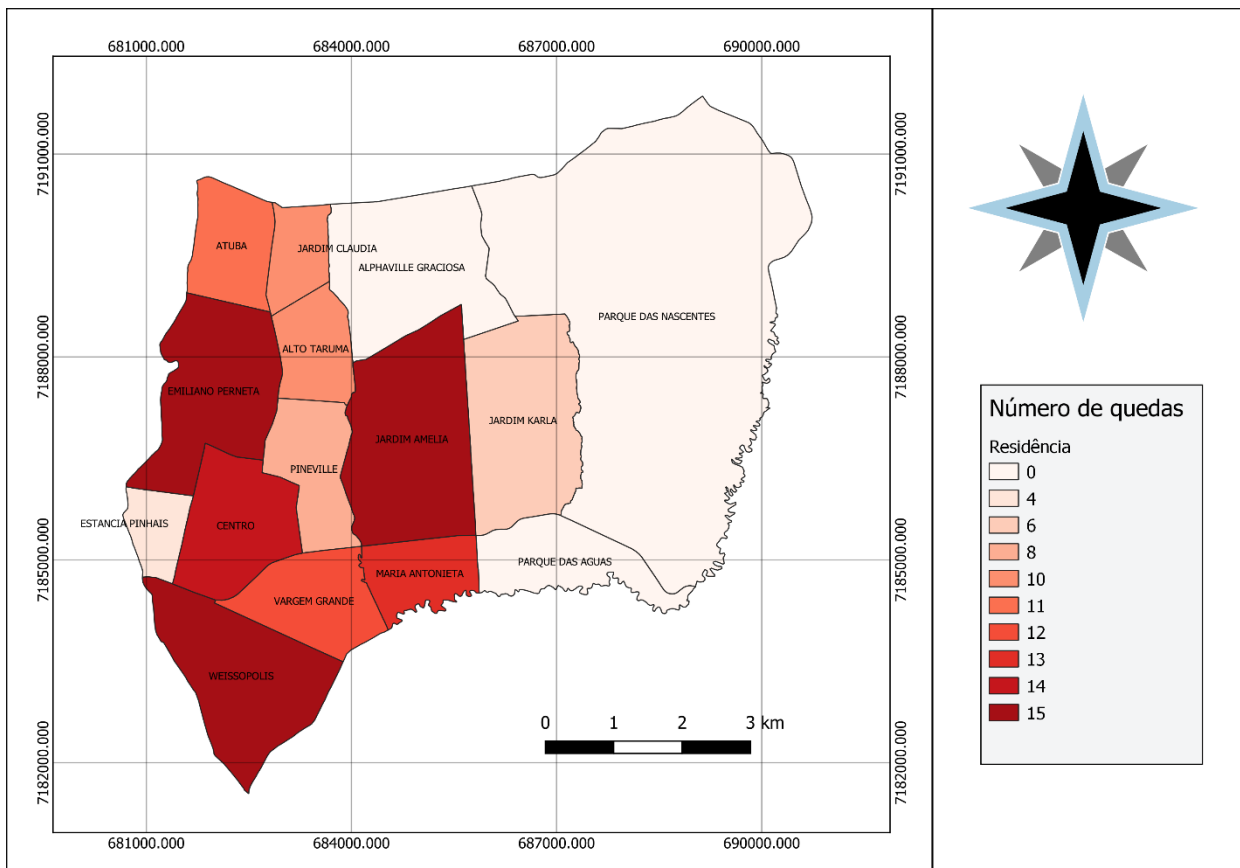 681000.000 684000.000 687000.000 690000.000
7191000.000 7191000.000
ATUBA
JARDIM CLAUDIA
ALPHAVILLE GRACIOSA
PARQUE DAS NASCENTES
7188000.000 7188000.000
ALTO TARUMA
EMILIANO PERNETA
JARDIM KARLA
JARDIM AMELIA
PINEVILLE
ESTANCIA PINHAIS
CENTRO
7185000.000 7185000.000
PARQUE DAS AGUAS
MARIA ANTONIETA
VARGEM GRANDE
WEISSOPOLIS
0 1 2 3 km
7182000.000 7182000.000
681000.000 684000.000 687000.000 690000.000
Número de quedas
Residência
0
4
6
8
10
11
12
13
14
15